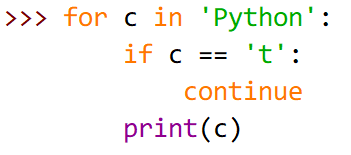 >>> for c in 'Python':
        if c == 't':
            continue
        print(c)